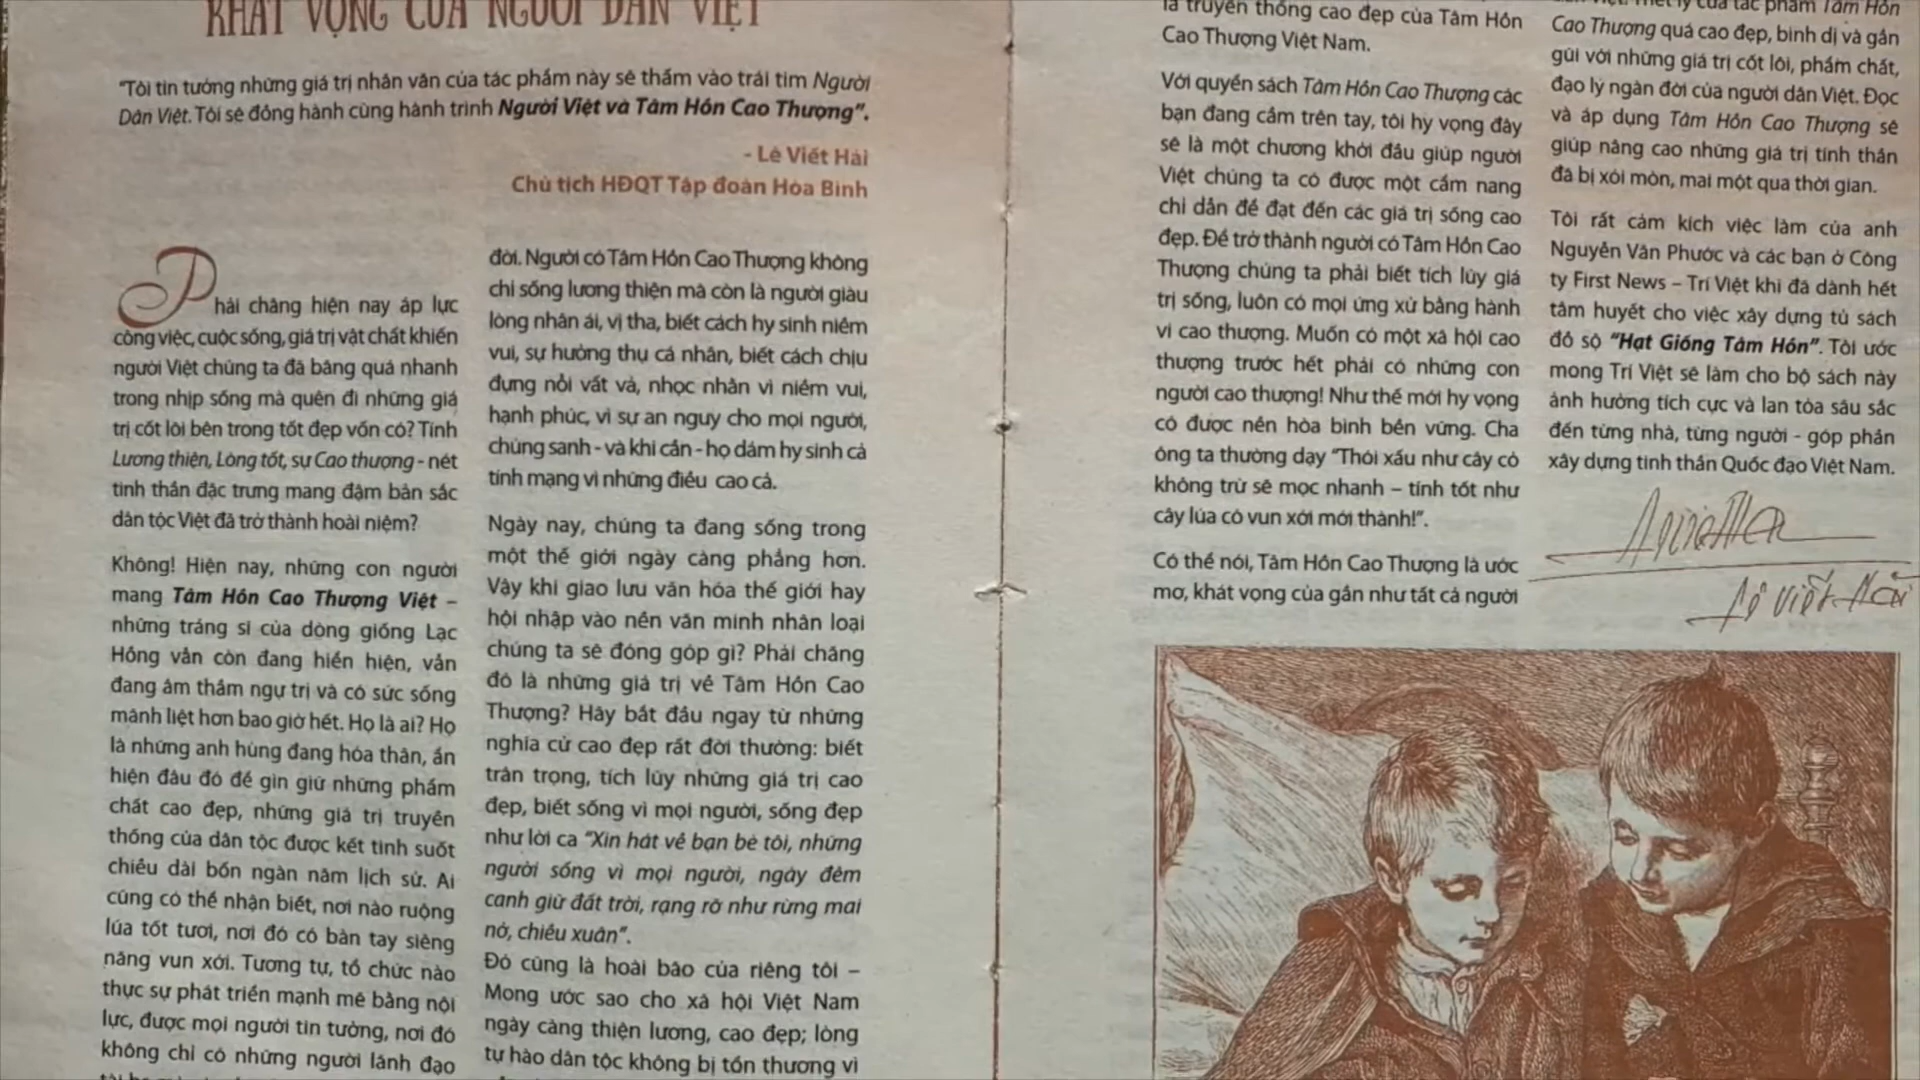 KHÁT VỌNG CỦA NGƯỜI DÂN VIỆT
"Tôi tin tưởng những giá trị nhân văn của tác phẩm này sẽ thấm vào trái tim Người
Dân Việt. Tôi sẽ đồng hành cùng hành trình Người Việt và Tâm Hồn Cao Thượng".
- Lê Viết Hải
Chủ tịch HĐQT Tập đoàn Hòa Bình
Phải chăng hiện nay áp lực
công việc, cuộc sống, giá trị vật chất khiến
người Việt chúng ta đã băng quá nhanh
trong nhịp sống mà quên đi những giá
trị cốt lõi bên trong tốt đẹp vốn có? Tính
Lương thiện, Lòng tốt, sự Cao thượng - nét
tinh thần đặc trưng mang đậm bản sắc
dân tộc Việt đã trở thành hoài niệm?
Không! Hiện nay, những con người
mang Tâm Hồn Cao Thượng Việt –
những tráng sĩ của dòng giống Lạc
Hồng vẫn còn đang hiển hiện, vẫn
đang âm thầm ngự trị và có sức sống
mãnh liệt hơn bao giờ hết. Họ là ai? Họ
là những anh hùng đang hóa thân, ẩn
hiện đâu đó để gìn giữ những phẩm
chất cao đẹp, những giá trị truyền
thống của dân tộc được kết tinh suốt
chiều dài bốn ngàn năm lịch sử. Ai
cũng có thể nhận biết, nơi nào ruộng
lúa tốt tươi, nơi đó có bàn tay siêng
năng vun xới. Tương tự, tổ chức nào
thực sự phát triển mạnh mẽ bằng nội
lực, được mọi người tin tưởng, nơi đó
không chỉ có những người lãnh đạo
đời. Người có Tâm Hồn Cao Thượng không
chỉ sống lương thiện mà còn là người giàu
lòng nhân ái, vị tha, biết cách hy sinh niềm
vui, sự hưởng thụ cá nhân, biết cách chịu
đựng nỗi vất vả, nhọc nhằn vì niềm vui,
hạnh phúc, vì sự an nguy cho mọi người,
chúng sanh - và khi cần - họ dám hy sinh cả
tính mạng vì những điều cao cả.
Ngày nay, chúng ta đang sống trong
một thế giới ngày càng phẳng hơn.
Vậy khi giao lưu văn hóa thế giới hay
hội nhập vào nền văn minh nhân loại
chúng ta sẽ đóng góp gì? Phải chăng
đó là những giá trị về Tâm Hồn Cao
Thượng? Hãy bắt đầu ngay từ những
nghĩa cử cao đẹp rất đời thường: biết
trân trọng, tích lũy những giá trị cao
đẹp, biết sống vì mọi người, sống đẹp
như lời ca "Xin hát về bạn bè tôi, những
người sống vì mọi người, ngày đêm
canh giữ đất trời, rạng rỡ như rừng mai
nở, chiều xuân".
Đó cũng là hoài bão của riêng tôi –
Mong ước sao cho xã hội Việt Nam
ngày càng thiện lương, cao đẹp; lòng
tự hào dân tộc không bị tổn thương vì
là truyền thống cao đẹp của Tâm Hồn
Cao Thượng Việt Nam.
Với quyển sách Tâm Hồn Cao Thượng các
bạn đang cầm trên tay, tôi hy vọng đây
sẽ là một chương khởi đầu giúp người
Việt chúng ta có được một cẩm nang
chỉ dẫn để đạt đến các giá trị sống cao
đẹp. Để trở thành người có Tâm Hồn Cao
Thượng chúng ta phải biết tích lũy giá
trị sống, luôn có mọi ứng xử bằng hành
vi cao thượng. Muốn có một xã hội cao
thượng trước hết phải có những con
người cao thượng! Như thế mới hy vọng
có được nền hòa bình bền vững. Cha
ông ta thường dạy "Thói xấu như cây cỏ
không trừ sẽ mọc nhanh – tính tốt như
cây lúa có vun xới mới thành!".
Có thể nói, Tâm Hồn Cao Thượng là ước
mơ, khát vọng của gần như tất cả người
của tác phẩm Tâm Hồn
Cao Thượng quá cao đẹp, bình dị và gần
gũi với những giá trị cốt lõi, phẩm chất,
đạo lý ngàn đời của người dân Việt. Đọc
và áp dụng Tâm Hồn Cao Thượng sẽ
giúp nâng cao những giá trị tinh thần
đã bị xói mòn, mai một qua thời gian.
Tôi rất cảm kích việc làm của anh
Nguyễn Văn Phước và các bạn ở Công
ty First News – Trí Việt khi đã dành hết
tâm huyết cho việc xây dựng tủ sách
đồ sộ "Hạt Giống Tâm Hồn". Tôi ước
mong Trí Việt sẽ làm cho bộ sách này
ảnh hưởng tích cực và lan tỏa sâu sắc
đến từng nhà, từng người - góp phần
xây dựng tinh thần Quốc đạo Việt Nam.
Lê Viết Hải